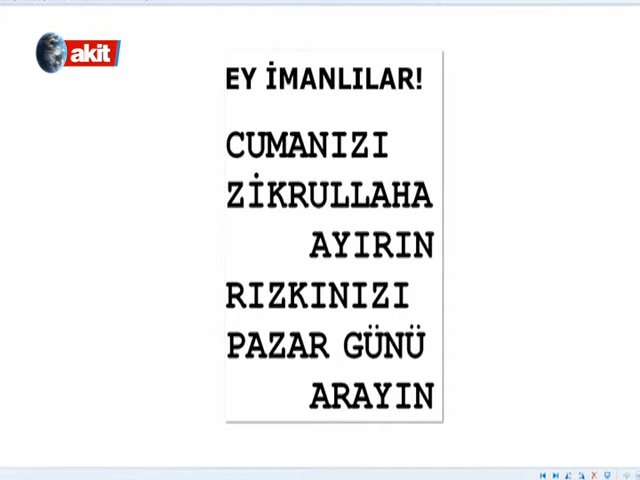 akit
EY İMANLILAR!
CUMANIZI
ZİKRULLAHA
AYIRIN
RIZKINIZI
PAZAR GÜNÜ
ARAYIN